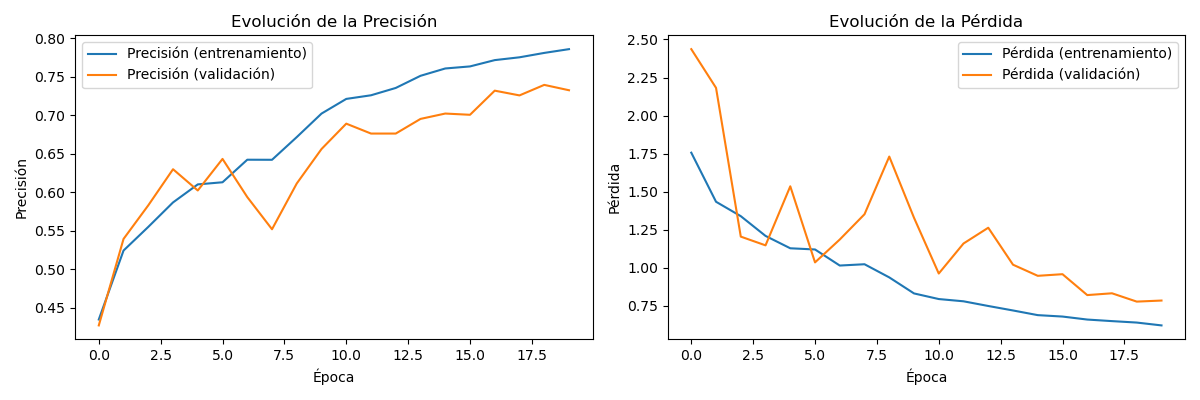 Evolución de la Precisión
Precisión (entrenamiento)
Precisión (validación)
Precisión
0.80
0.75
0.70
0.65
0.60
0.55
0.50
0.45
0.0 2.5 5.0 7.5 10.0 12.5 15.0 17.5
Época
Evolución de la Pérdida
Pérdida (entrenamiento)
Pérdida (validación)
Pérdida
2.50
2.25
2.00
1.75
1.50
1.25
1.00
0.75
0.0 2.5 5.0 7.5 10.0 12.5 15.0 17.5
Época